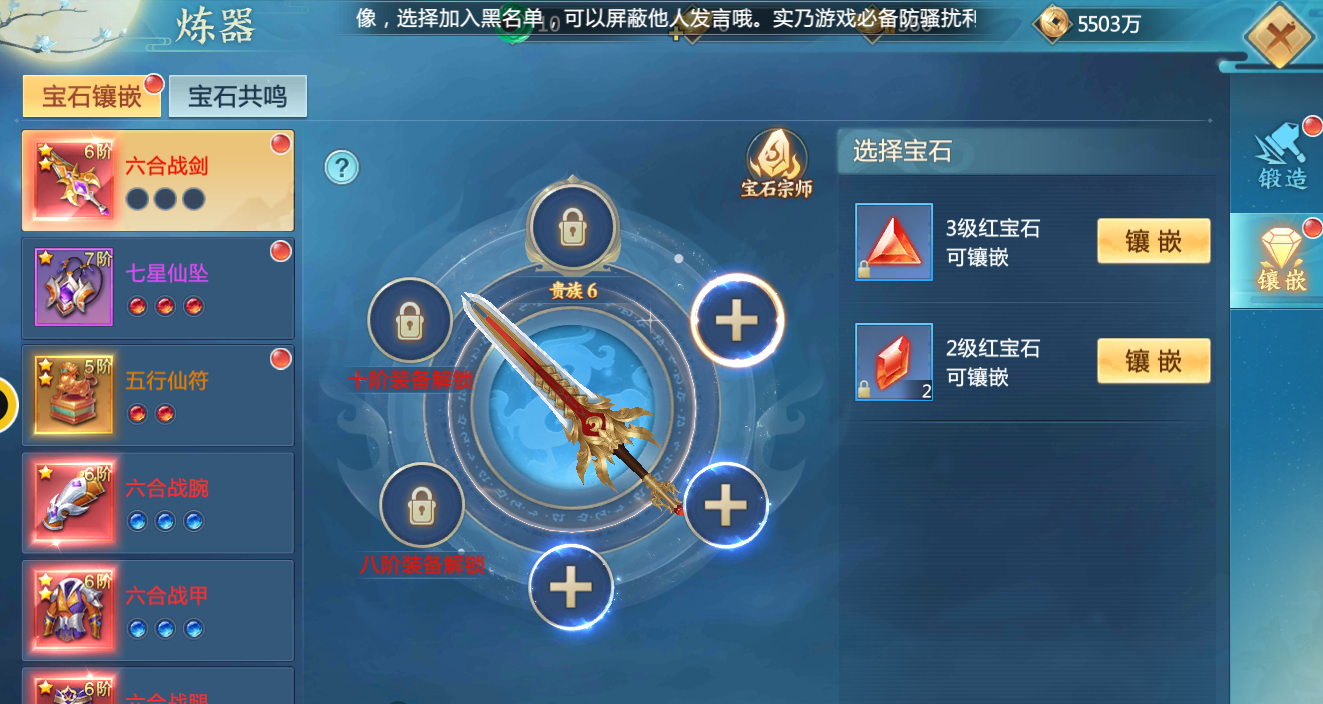 炼器
像，选择加入黑名单，可以屏蔽他人发言哦。实乃游戏必备防骚扰利
5503万
宝石镶嵌
宝石共鸣
6阶
六合战剑
7阶
七星仙坠
5阶
五行仙符
6阶
六合战腕
6阶
六合战甲
6阶
六合战腿
?
宝石宗师
贵族 6
十阶装备解锁
八阶装备解锁
选择宝石
3级红宝石
可镶嵌
镶嵌
2级红宝石
可镶嵌
2
镶嵌
锻造
镶嵌